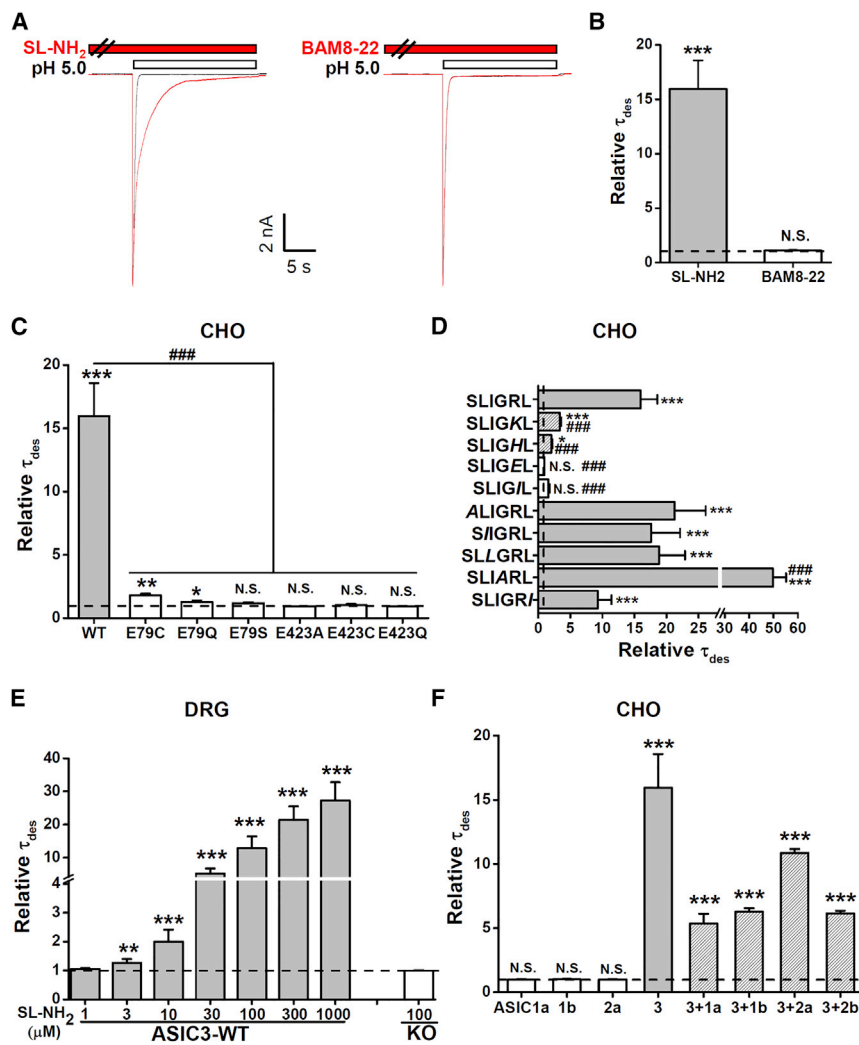 A
SL-NH2
pH 5.0
BAM8-22
pH 5.0
2 nA
5 s
B
Relative τdes
20
15
10
5
0
***
N.S.
SL-NH2
BAM8-22
C
CHO
Relative τdes
20
15
10
5
0
###
***
**
*
N.S.
N.S.
N.S.
N.S.
WT
E79C
E79Q
E79S
E423A
E423C
E423Q
D
CHO
SLIGRL
***
SLIGKL
***
###
SLIGHL
*
###
SLIGEL
N.S. ###
SLIGIL
N.S. ###
ALIGRL
***
SIIGRL
***
SLLGRL
***
SLIARL
###
***
SLIGRI
***
0 5 10 15 20 25 30 40 50 60
Relative τdes
E
DRG
Relative τdes
40
30
20
10
4
3
2
1
0
**
***
***
***
***
***
SL-NH2
(μM)
1 3 10 30 100 300 1000 100
ASIC3-WT KO
F
CHO
Relative τdes
20
15
10
5
0
N.S.
N.S.
N.S.
***
***
***
***
***
ASIC1a 1b 2a 3 3+1a 3+1b 3+2a 3+2b